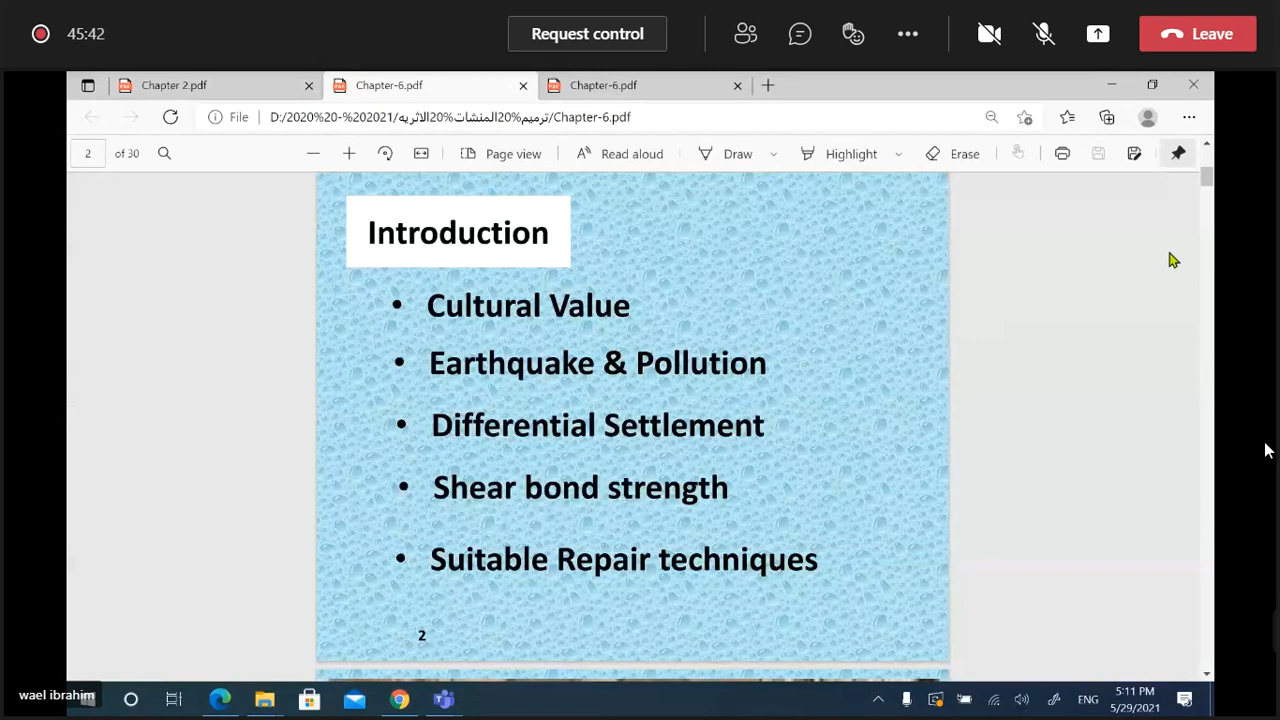 45:42
Request control
Leave
Chapter 2.pdf
Chapter-6.pdf
Chapter-6.pdf
File
D:/2020%20-%202021/ترميم%20المنشات%20الاثريه/Chapter-6.pdf
2
of 30
Page view
Read aloud
Draw
Highlight
Erase
Introduction
• Cultural Value
• Earthquake & Pollution
• Differential Settlement
• Shear bond strength
• Suitable Repair techniques
2
wael ibrahim
ENG
5:11 PM
5/29/2021